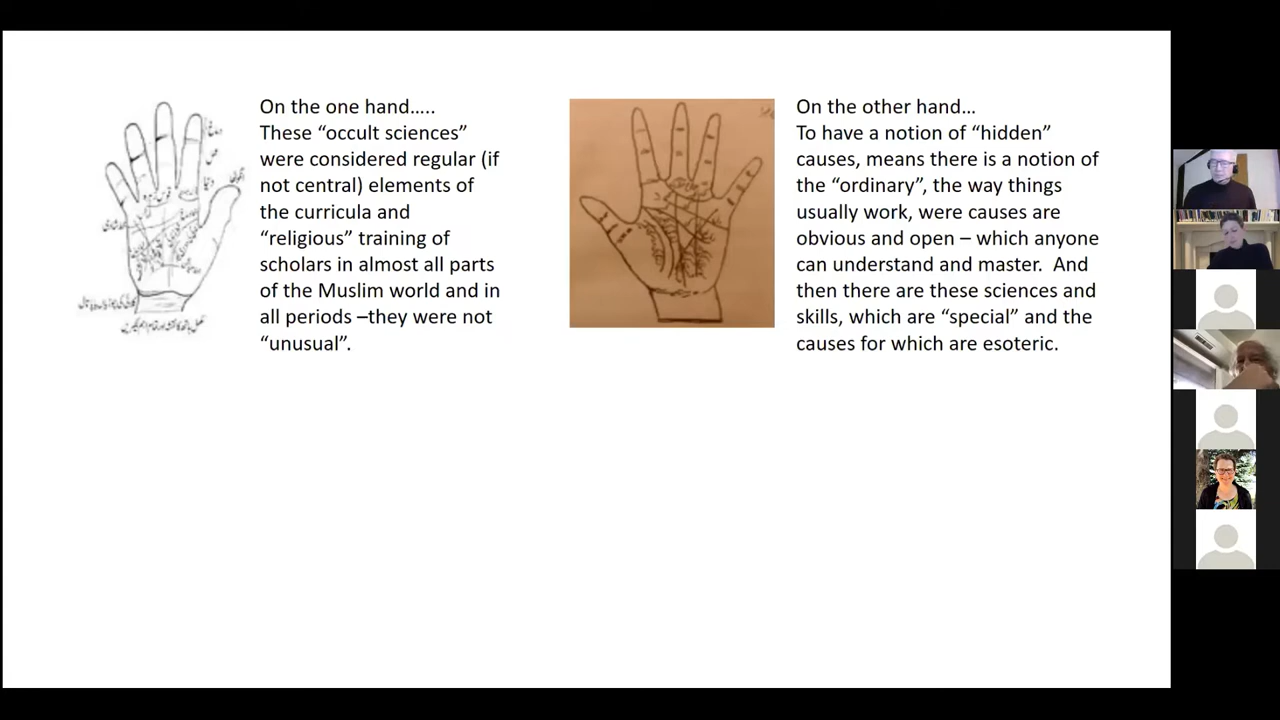 On the one hand…..
These “occult sciences”
were considered regular (if
not central) elements of
the curricula and
“religious” training of
scholars in almost all parts
of the Muslim world and in
all periods –they were not
“unusual”.
On the other hand…
To have a notion of “hidden”
causes, means there is a notion of
the “ordinary”, the way things
usually work, were causes are
obvious and open – which anyone
can understand and master.  And
then there are these sciences and
skills, which are “special” and the
causes for which are esoteric.